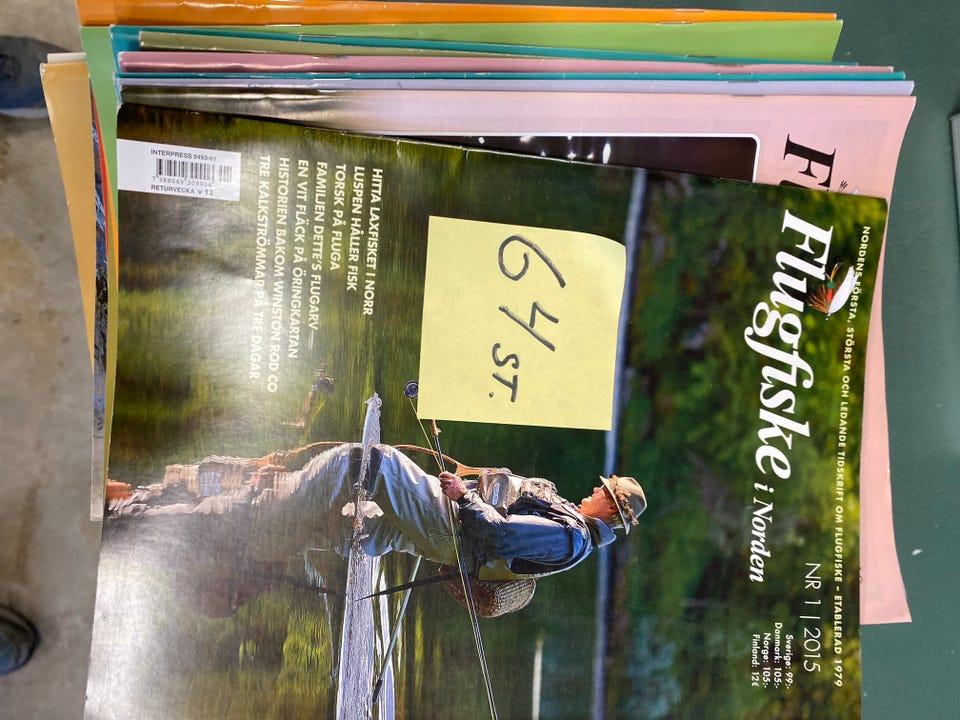 NORDENS FÖRSTA, STÖRSTA OCH LEDANDE TIDSKRIFT OM FLUGFISKE – ETABLERAD 1979
Flugfiske i Norden
NR 1 | 2015
Sverige: 99:-
Danmark: 105:-
Norge: 105:-
Finland: 12€
64 ST.
HITTA LAXFISKET I NORR
LUSPEN HÅLLER FISK
TORSK PÅ FLUGA
FAMILJEN DETTE'S FLUGARV
EN VIT FLÄCK PÅ ÖRINGKARTAN
HISTORIEN BAKOM WINSTON ROD CO
TRE KALKSTRÖMMAR PÅ TRE DAGAR
INTERPRESS 0493-01
7 388049 309906
RETURVECKA v 13